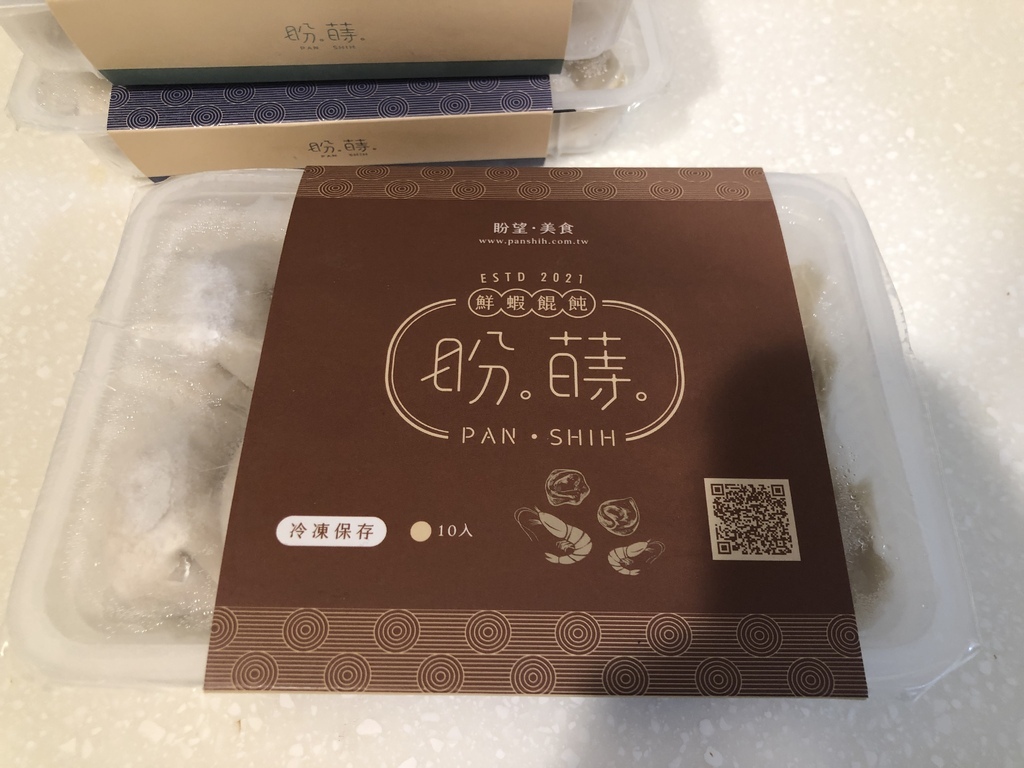 盼。蒔。
PAN SHIH
盼。蒔。
PAN SHIH
盼望·美食
www.panshih.com.tw
ESTD 2021
鮮蝦餛飩
盼。蒔。
PAN·SHIH
冷凍保存
10入